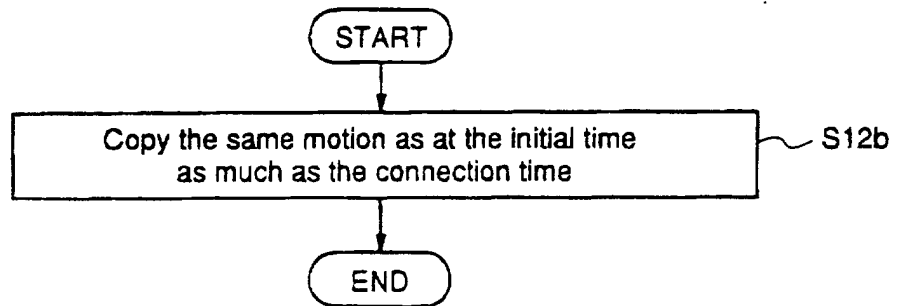 START
Copy the same motion as at the initial time
as much as the connection time
S12b
END